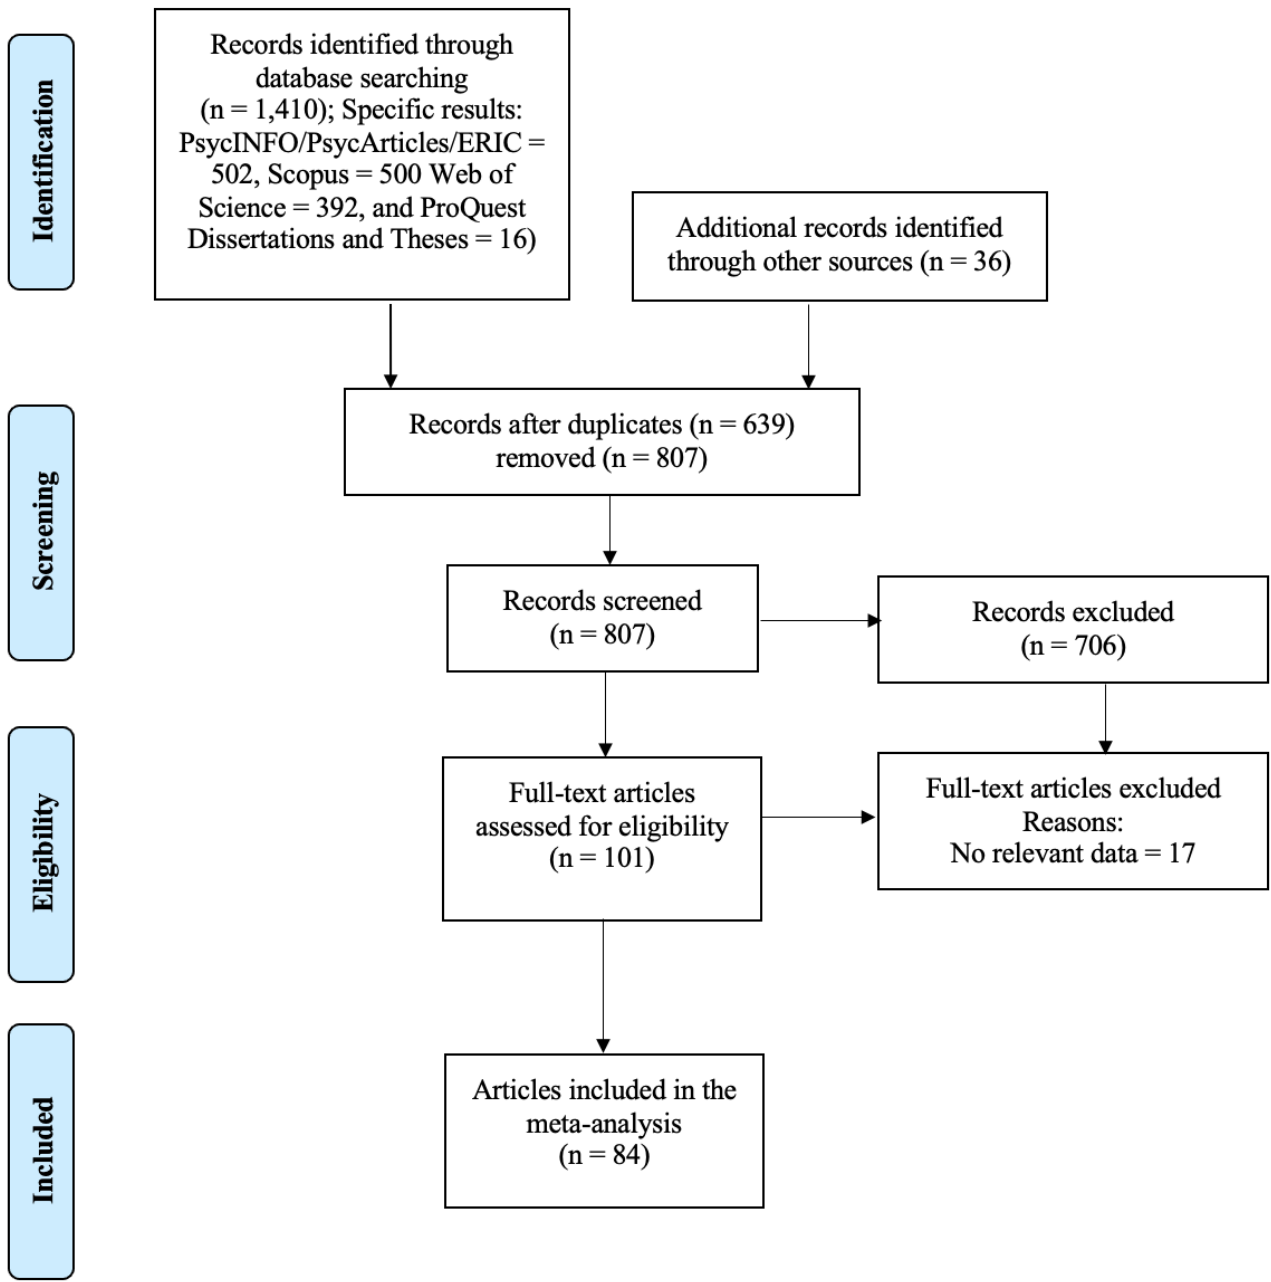 Identification
Records identified through
database searching
(n = 1,410); Specific results:
PsycINFO/PsycArticles/ERIC =
502, Scopus = 500 Web of
Science = 392, and ProQuest
Dissertations and Theses = 16)
Additional records identified
through other sources (n = 36)
Screening
Records after duplicates (n = 639)
removed (n = 807)
Records screened
(n = 807)
Records excluded
(n = 706)
Eligibility
Full-text articles
assessed for eligibility
(n = 101)
Full-text articles excluded
Reasons:
No relevant data = 17
Included
Articles included in the
meta-analysis
(n = 84)